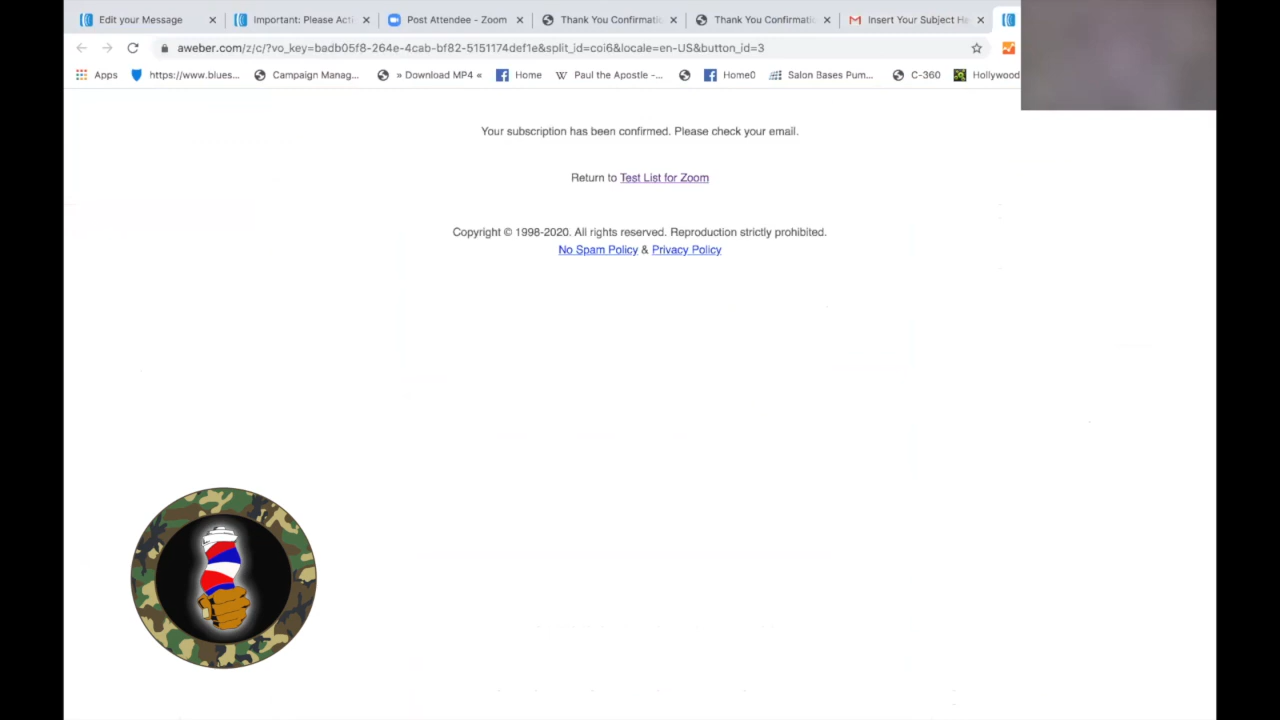 Edit your Message
Important: Please Acti
Post Attendee - Zoom
Thank You Confirmatic
Thank You Confirmatic
Insert Your Subject He
aweber.com/z/c/?vo_key=badb05f8-264e-4cab-bf82-5151174def1e&split_id=coi6&locale=en-US&button_id=3
Apps
https://www.blues...
Campaign Manag...
» Download MP4 «
Home
Paul the Apostle -...
Home0
Salon Bases Pum...
C-360
Hollywood
Your subscription has been confirmed. Please check your email.
Return to Test List for Zoom
Copyright © 1998-2020. All rights reserved. Reproduction strictly prohibited.
No Spam Policy & Privacy Policy